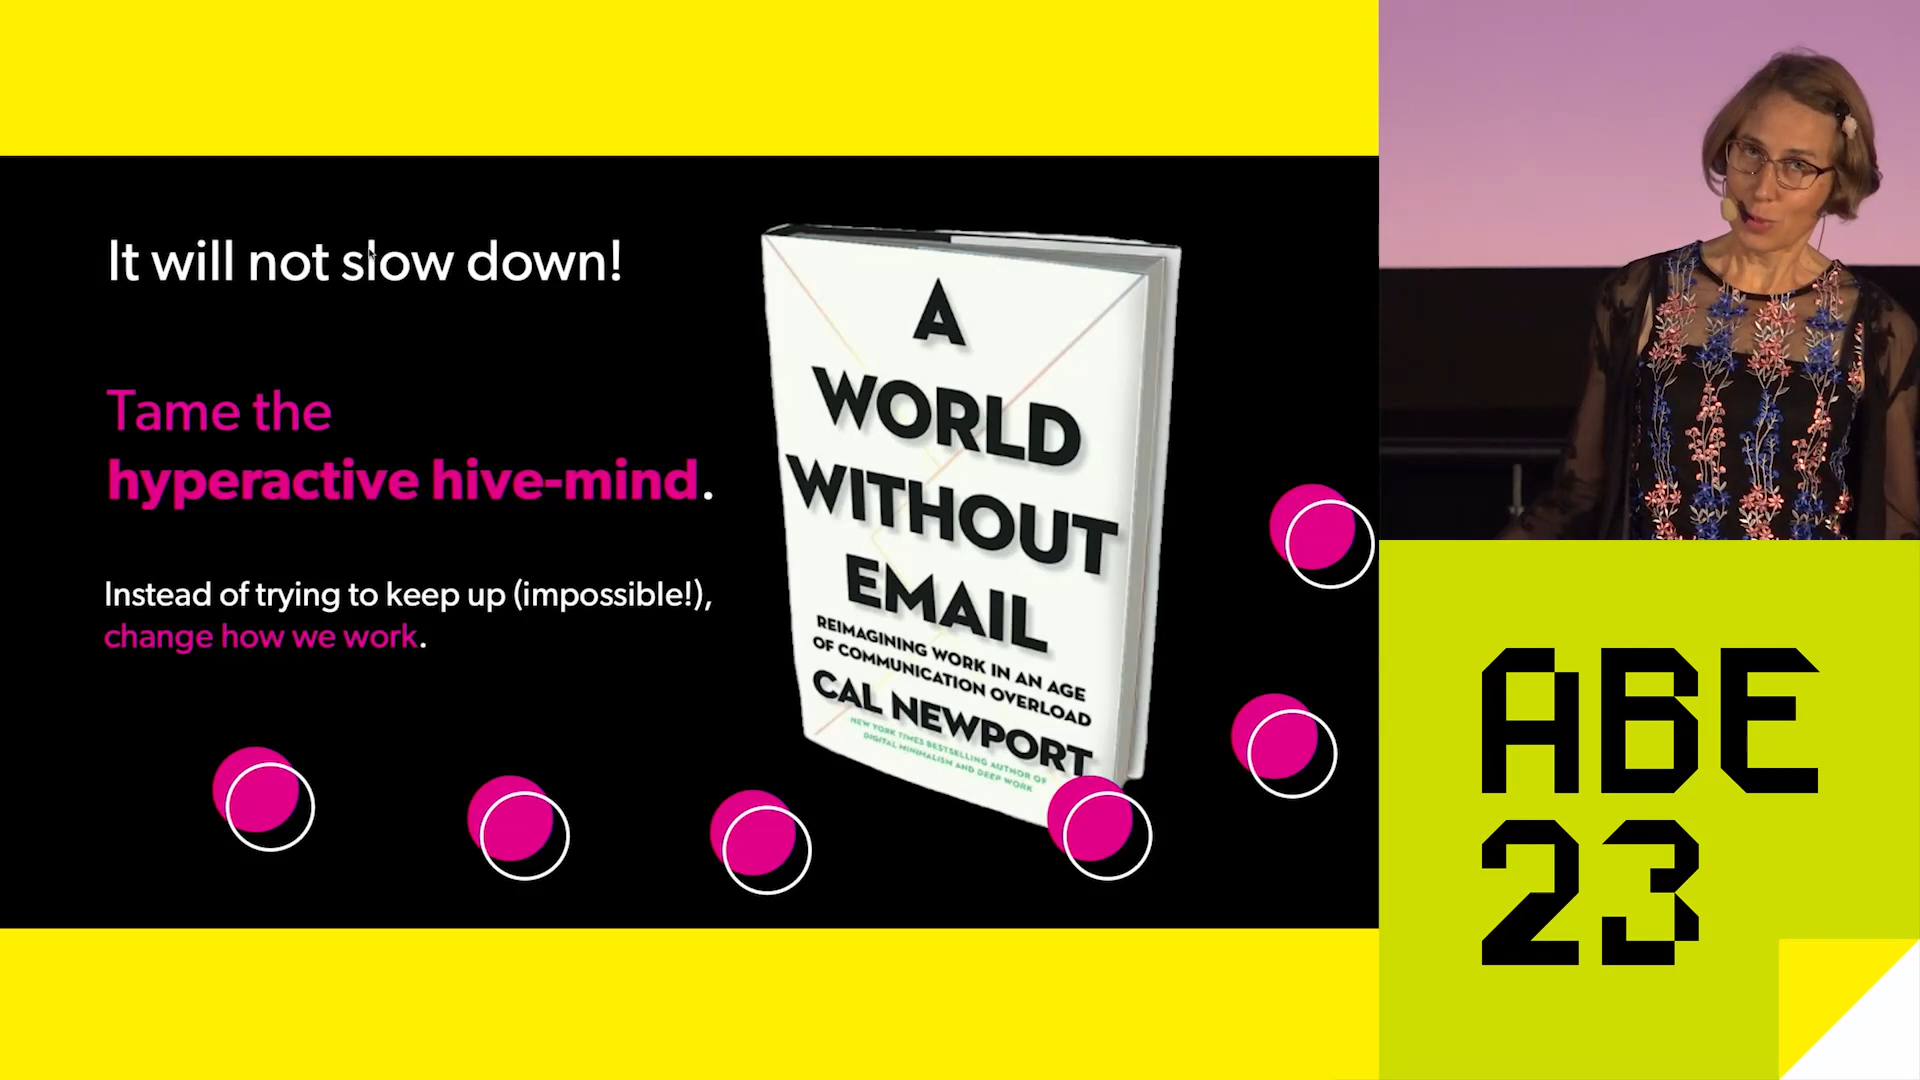 It will not slow down!
Tame the
hyperactive hive-mind.
Instead of trying to keep up (impossible!),
change how we work.
A
WORLD
WITHOUT
EMAIL
REIMAGINING WORK IN AN AGE
OF COMMUNICATION OVERLOAD
CAL NEWPORT
NEW YORK TIMES BESTSELLING AUTHOR OF
DIGITAL MINIMALISM AND DEEP WORK
ABE
23